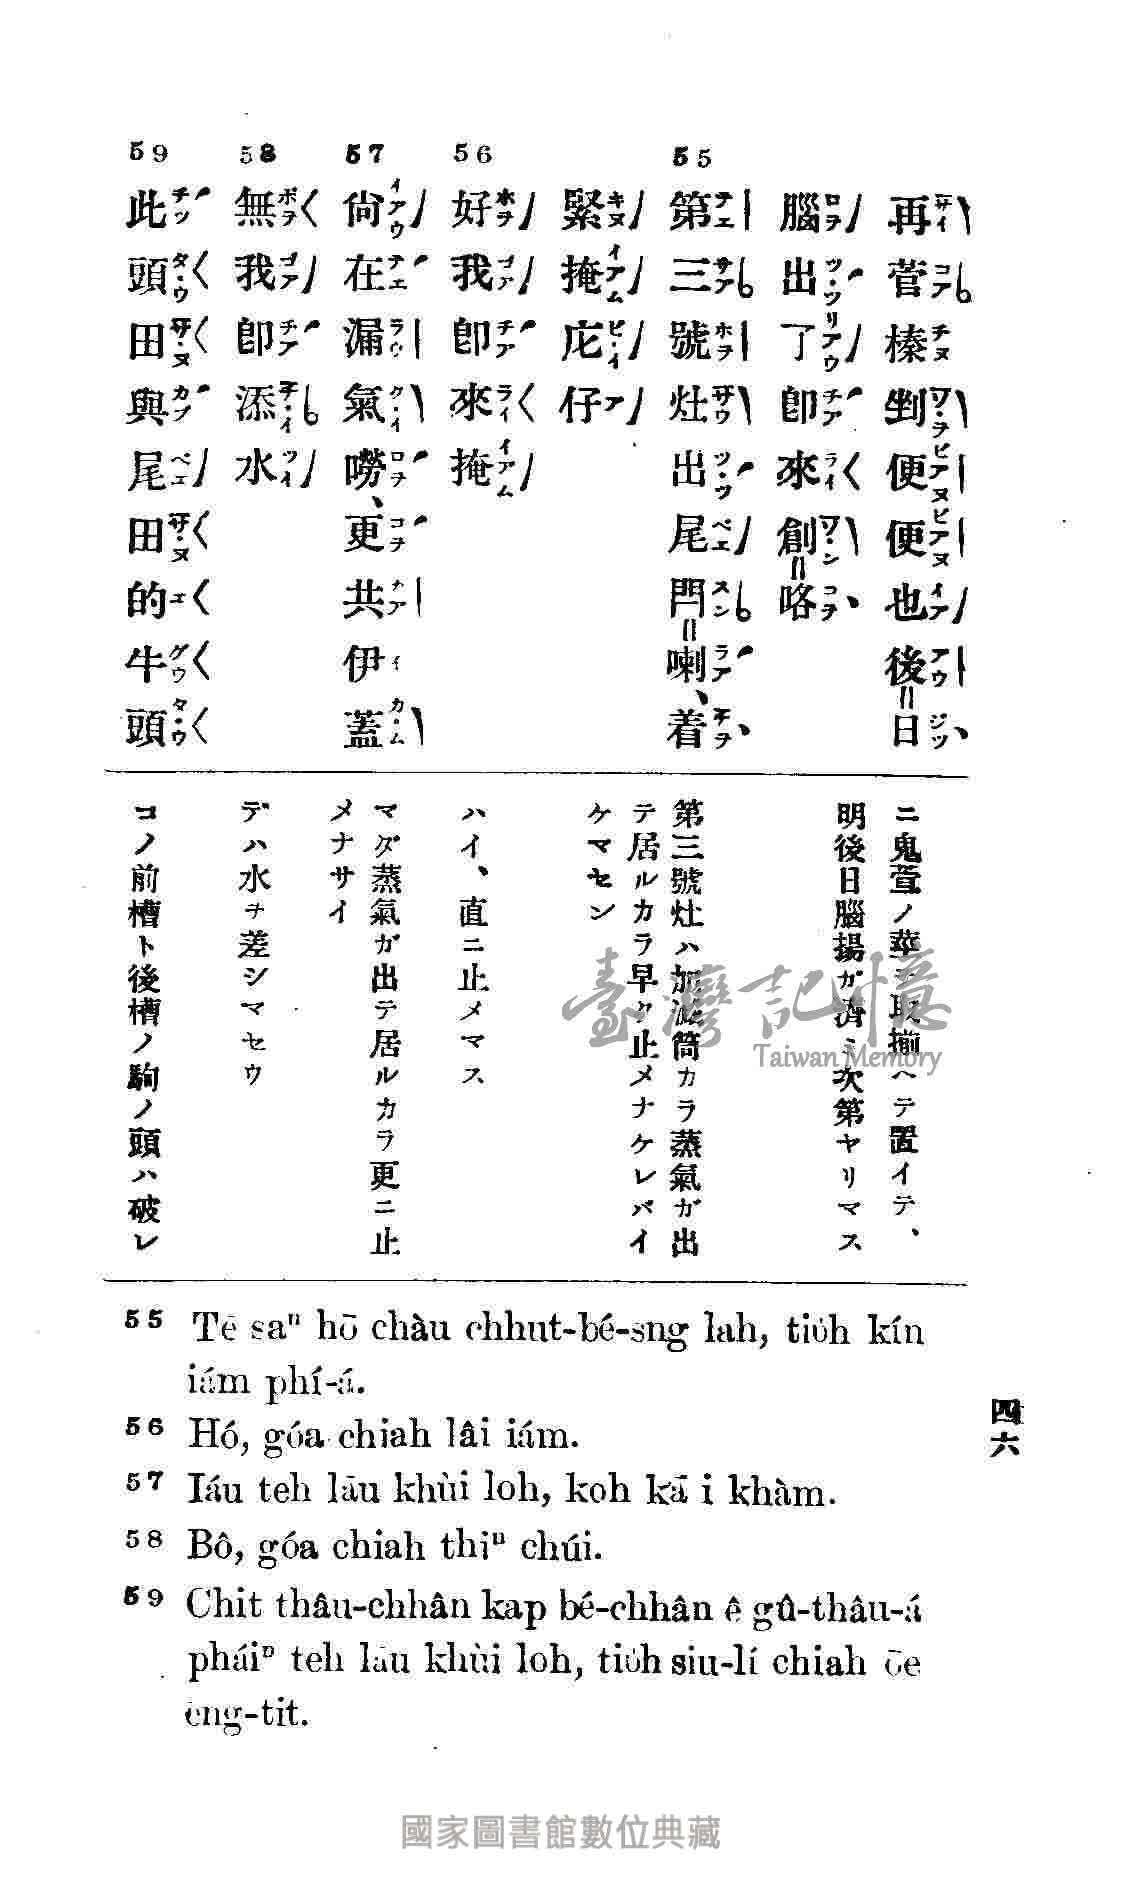 再菅榛剉便便也後日
腦出了卽來創咯
55
第三號灶出尾閂喇、着
緊掩庀仔
56
好我卽來掩
57
尙在漏氣嘮、更共伊蓋
58
無我卽添水
59
此頭田與尾田的牛頭
ニ鬼萱ノ莖ヲ取揃ヘテ置イテ、
明後日腦揚ガ濟ミ次第ヤリマス
第三號灶ハ加減筒カラ蒸氣ガ出
テ居ルカラ早ク止メナケレバイ
ケマセン
ハイ、直ニ止メマス
マダ蒸氣ガ出テ居ルカラ更ニ止
メナサイ
デハ水ヲ差シマセウ
コノ前槽ト後槽ノ駒ノ頭ハ破レ
55 Tē saⁿ hō chàu chhut-bé-sng lah, tio̍h kín
iám phí-á.
56 Hó, góa chiah lâi iám.
57 Iáu teh lāu khùi loh, koh kā i khàm.
58 Bô, góa chiah thiⁿ chúi.
59 Chit thâu-chhân kap bé-chhân ê gû-thâu-á
pháiⁿ teh lāu khùi loh, tio̍h siu-lí chiah ōe
ēng-tit.
四六
臺灣記憶
Taiwan Memory
國家圖書館數位典藏